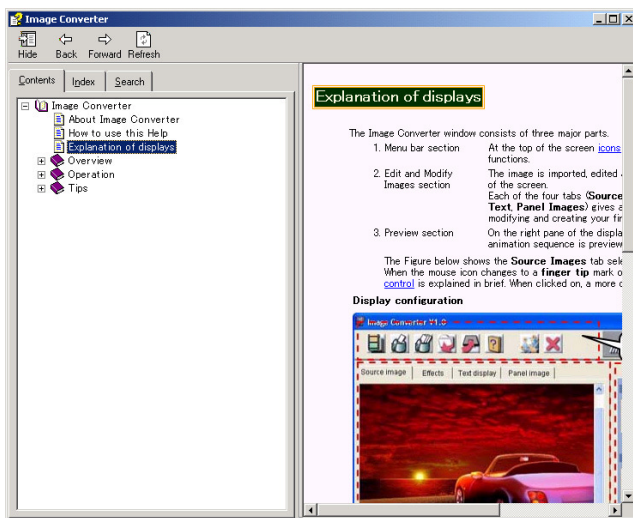 Image Converter
Hide Back Forward Refresh
Contents Index Search
Image Converter
About Image Converter
How to use this Help
Explanation of displays
Overview
Operation
Tips
Explanation of displays
The Image Converter window consists of three major parts.
1. Menu bar section At the top of the screen icons
functions.
2. Edit and Modify Images section The image is imported, edited
of the screen.
Each of the four tabs (Source
Text, Panel Images) gives a
modifying and creating your fir
3. Preview section On the right pane of the displa
animation sequence is preview
The Figure below shows the Source Images tab sele
When the mouse icon changes to a finger tip mark o
control is explained in brief. When clicked on, a more d
Display configuration
Image Converter V1.0
Source image Effects Text display Panel image